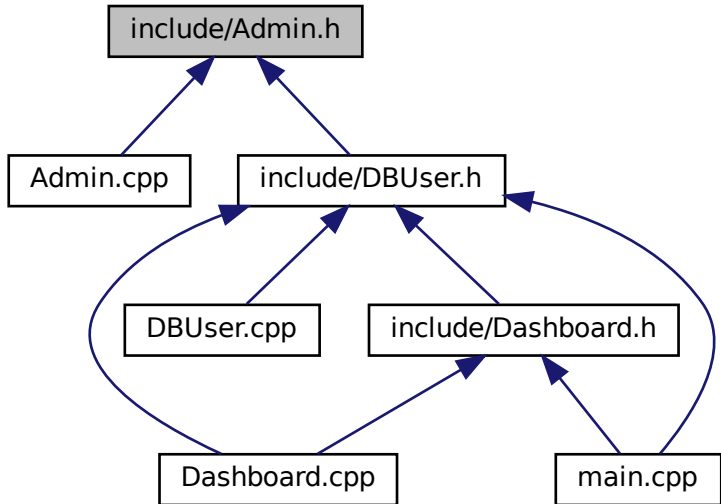 include/Admin.h
Admin.cpp
include/DBUser.h
DBUser.cpp
include/Dashboard.h
Dashboard.cpp
main.cpp